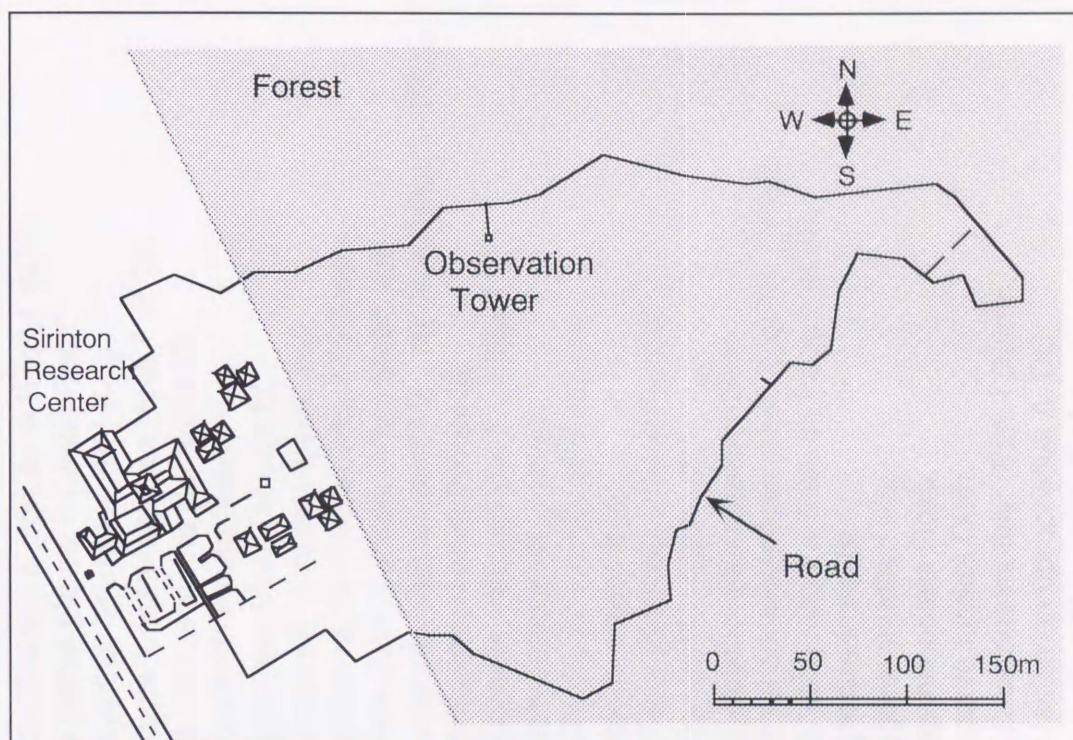 Forest
N
W E
S
Observation
Tower
Sirinton
Research
Center
Road
0 50 100 150m